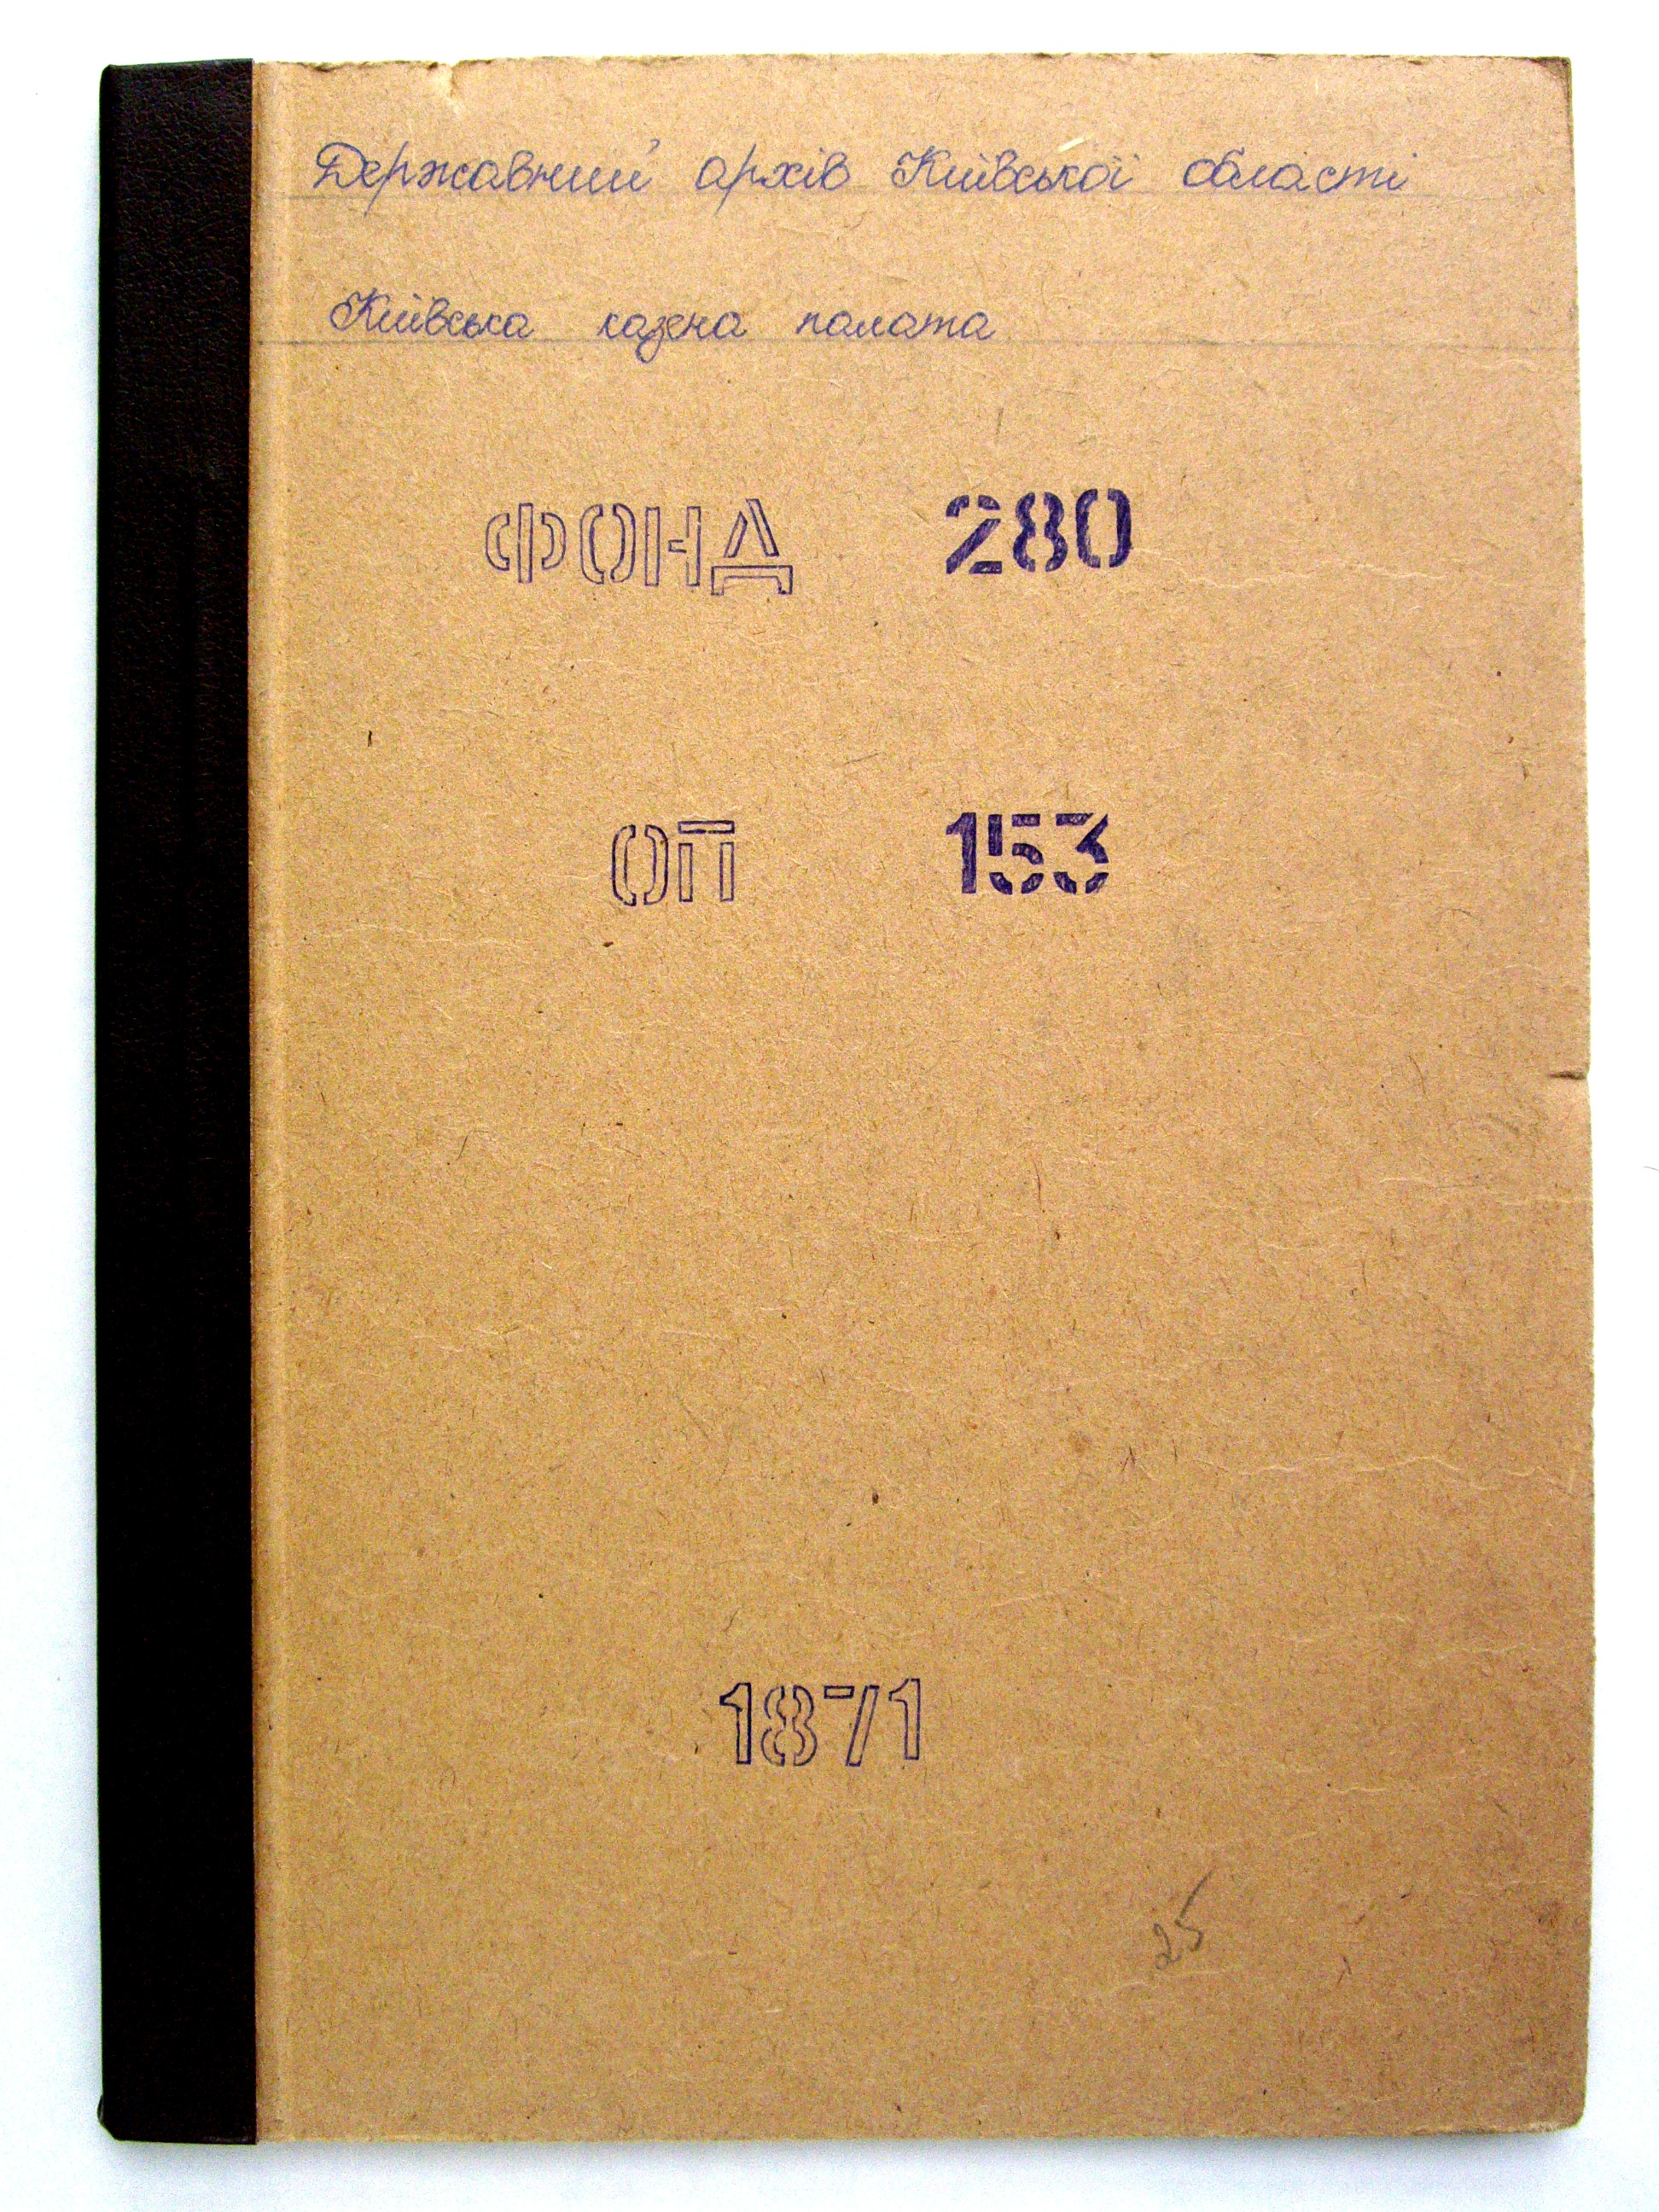 Державний архів Київської області
Київська казена палата
ФОНД 280
ОП 153
1871
25